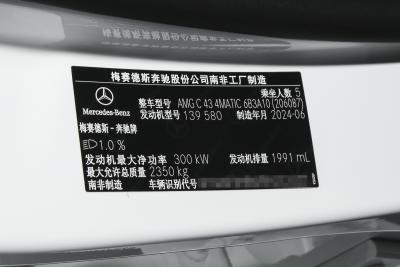 梅赛德斯奔驰股份公司南非工厂制造
乘坐人数 5
整车型号 AMG C 43 4MATIC 6B3A10 (206087)
发动机型号 139 580 制造年月 2024-06
Mercedes-Benz
梅赛德斯-奔驰牌
1.0 %
发动机最大净功率 300 kW 发动机排量 1991 mL
最大允许总质量 2350 kg
南非制造 车辆识别代号